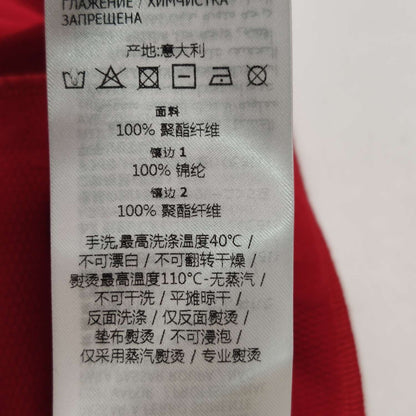 ГЛАЖЕНИЕ / ХИМЧИСТКА
ЗАПРЕЩЕНА
产地:意大利
面料
100% 聚酯纤维
镶边 1
100% 锦纶
镶边 2
100% 聚酯纤维
手洗,最高洗涤温度40°C /
不可漂白 / 不可翻转干燥 /
熨烫最高温度110°C-无蒸汽 /
不可干洗 / 平摊晾干 /
反面洗涤 / 仅反面熨烫 /
垫布熨烫 / 不可浸泡 /
仅采用蒸汽熨烫 / 专业熨烫